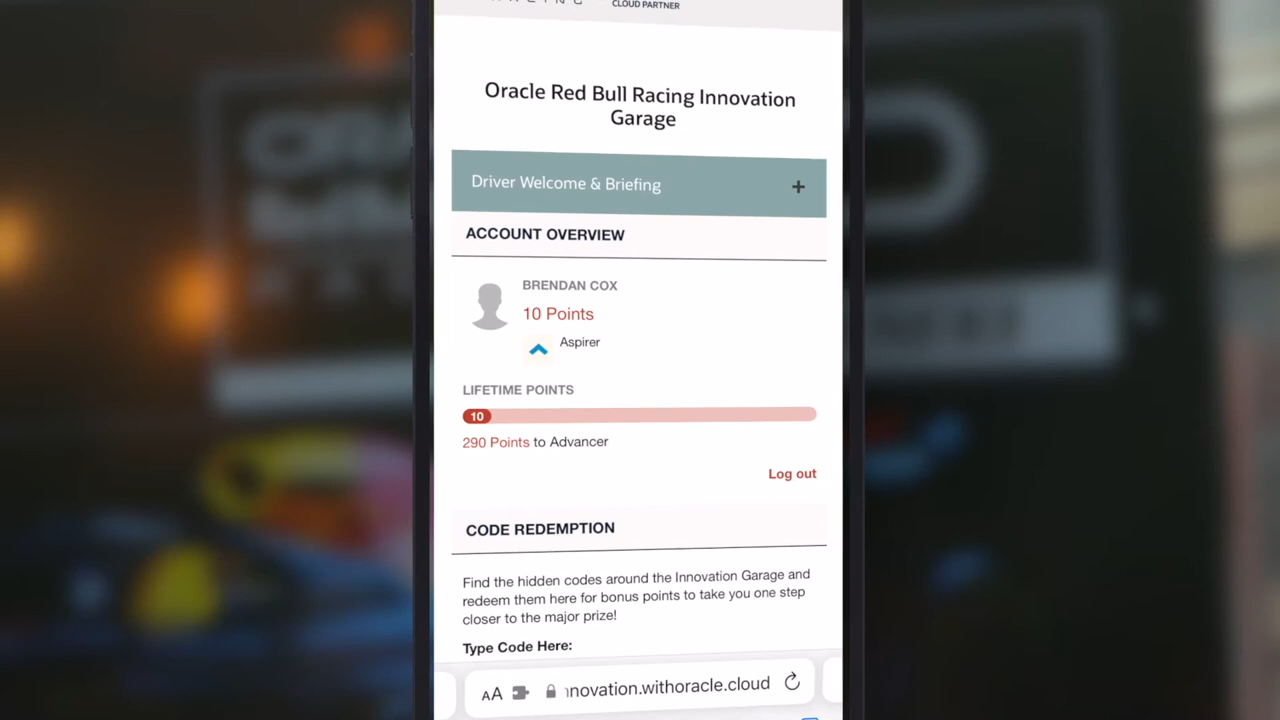 CLOUD PARTNER
Oracle Red Bull Racing Innovation
Garage
Driver Welcome & Briefing +
ACCOUNT OVERVIEW
BRENDAN COX
10 Points
Aspirer
LIFETIME POINTS
10
290 Points to Advancer
Log out
CODE REDEMPTION
Find the hidden codes around the Innovation Garage and
redeem them here for bonus points to take you one step
closer to the major prize!
Type Code Here:
AA novation.withoracle.cloud